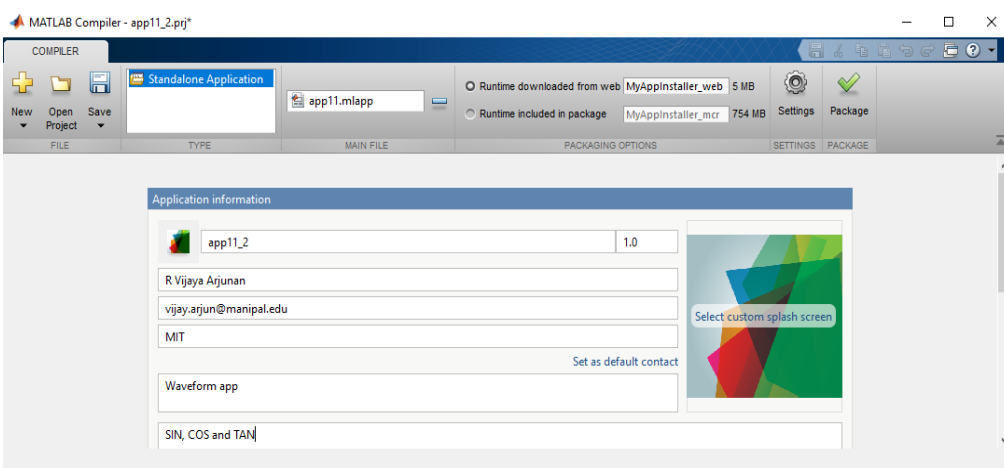 MATLAB Compiler - app11_2.prj*
COMPILER
New
Open Project
Save
FILE
Standalone Application
TYPE
app11.mlapp
MAIN FILE
Runtime downloaded from web MyAppInstaller_web 5 MB
Runtime included in package MyAppInstaller_mcr 754 MB
PACKAGING OPTIONS
Settings
SETTINGS
Package
PACKAGE
Application information
app11_2 1.0
R Vijaya Arjunan
vijay.arjun@manipal.edu
MIT
Set as default contact
Select custom splash screen
Waveform app
SIN, COS and TAN